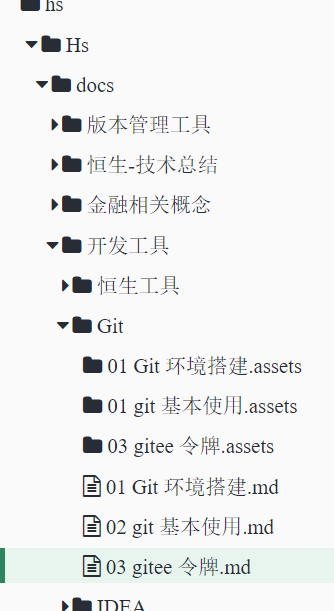 hs
Hs
docs
版本管理工具
恒生-技术总结
金融相关概念
开发工具
恒生工具
Git
01 Git 环境搭建.assets
01 git 基本使用.assets
03 gitee 令牌.assets
01 Git 环境搭建.md
02 git 基本使用.md
03 gitee 令牌.md
IDEA